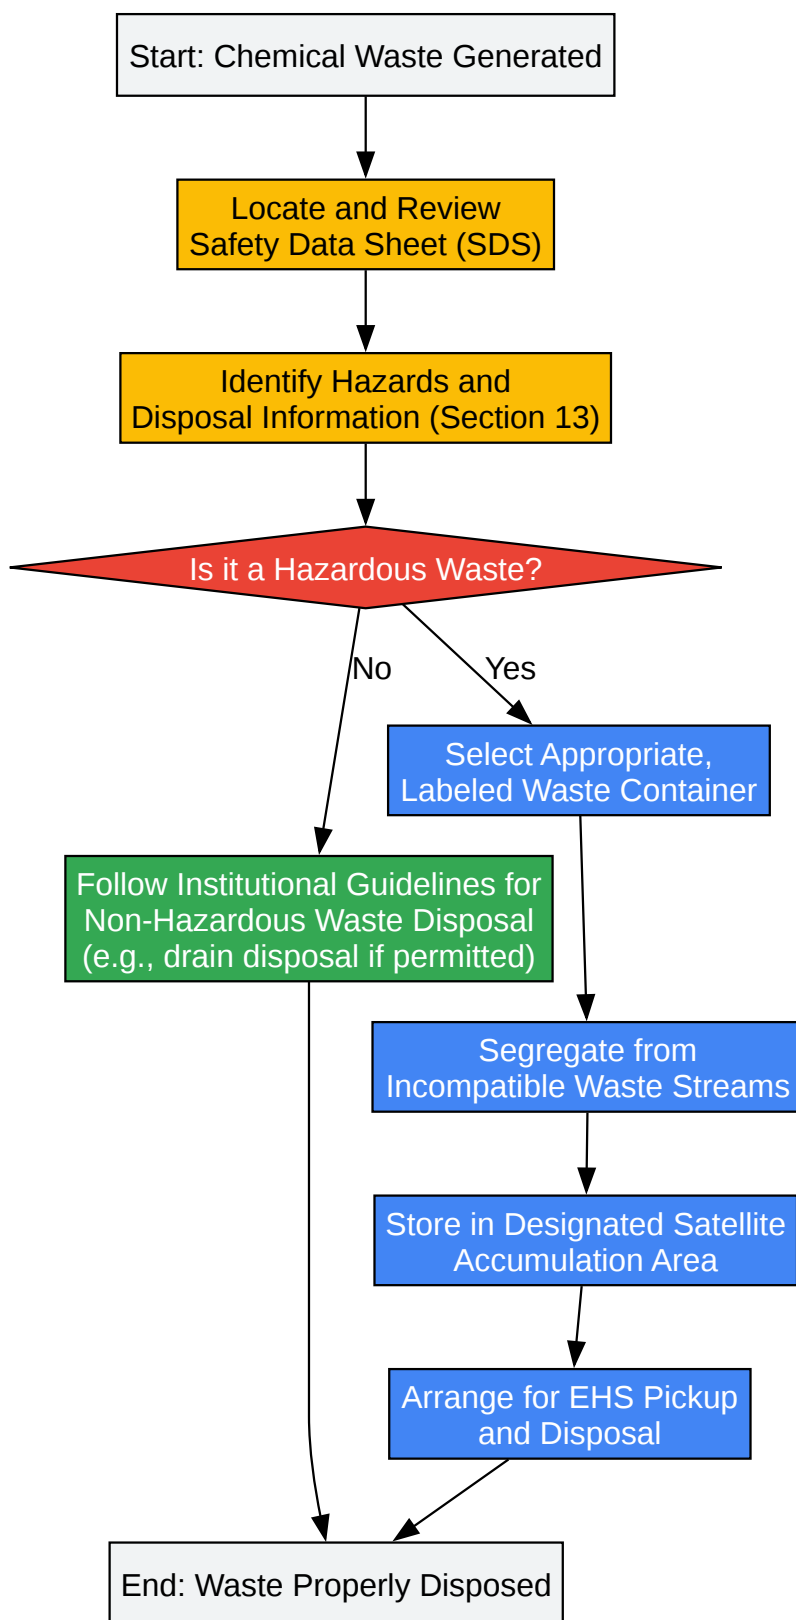 Start: Chemical Waste Generated
Locate and Review
Safety Data Sheet (SDS)
Identify Hazards and
Disposal Information (Section 13)
Is it a Hazardous Waste?
No
Yes
Select Appropriate,
Labeled Waste Container
Follow Institutional Guidelines for
Non-Hazardous Waste Disposal
(e.g., drain disposal if permitted)
Segregate from
Incompatible Waste Streams
Store in Designated Satellite
Accumulation Area
Arrange for EHS Pickup
and Disposal
End: Waste Properly Disposed